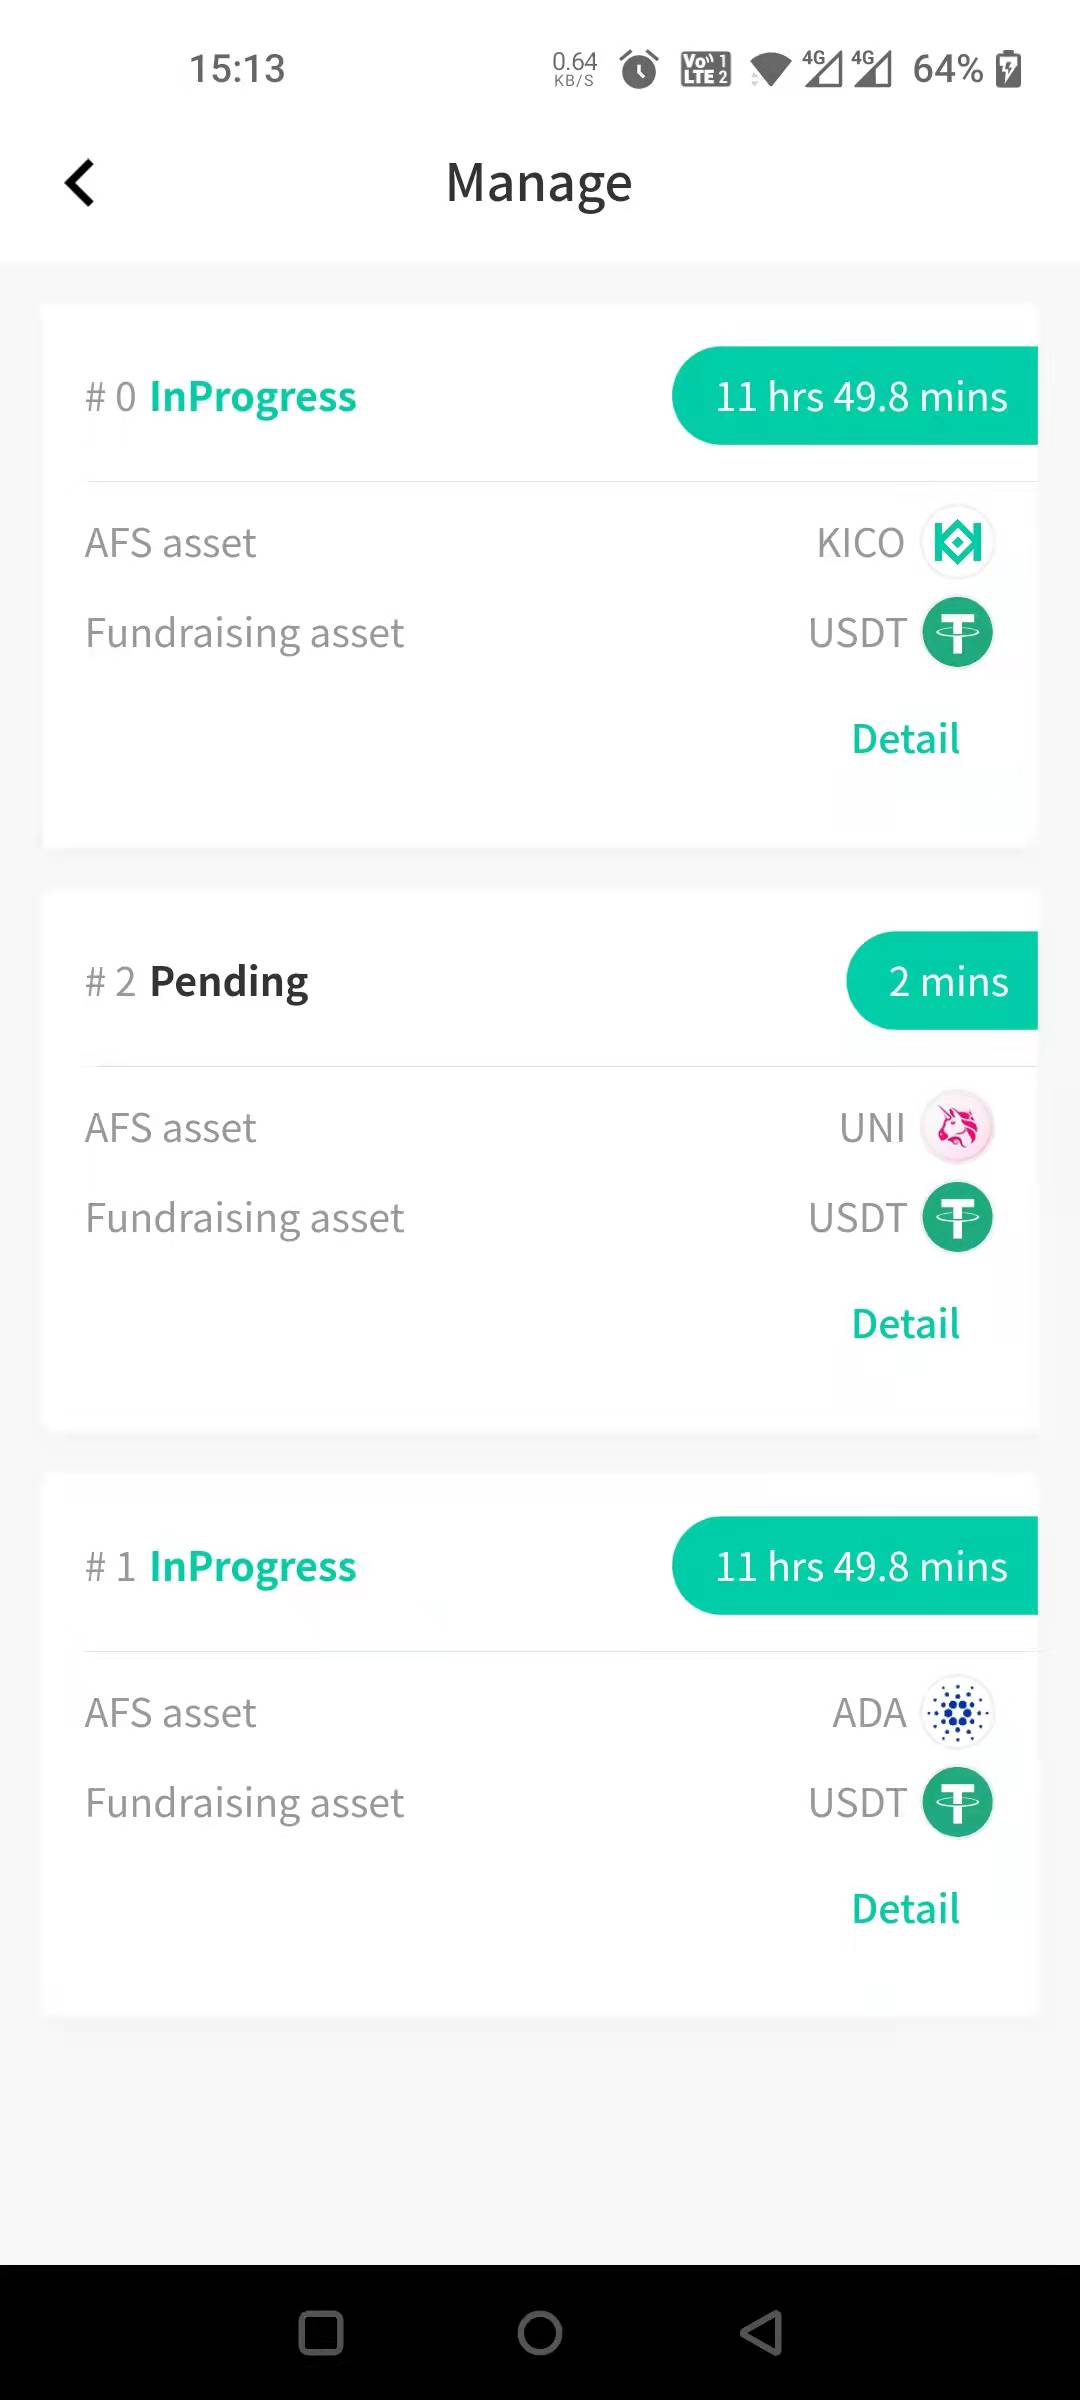 15:13
0.64
KB/S
Vo)) 1
LTE 2
4G
4G
64%
Manage
# 0 InProgress
11 hrs 49.8 mins
AFS asset
KICO
Fundraising asset
USDT
Detail
# 2 Pending
2 mins
AFS asset
UNI
Fundraising asset
USDT
Detail
# 1 InProgress
11 hrs 49.8 mins
AFS asset
ADA
Fundraising asset
USDT
Detail